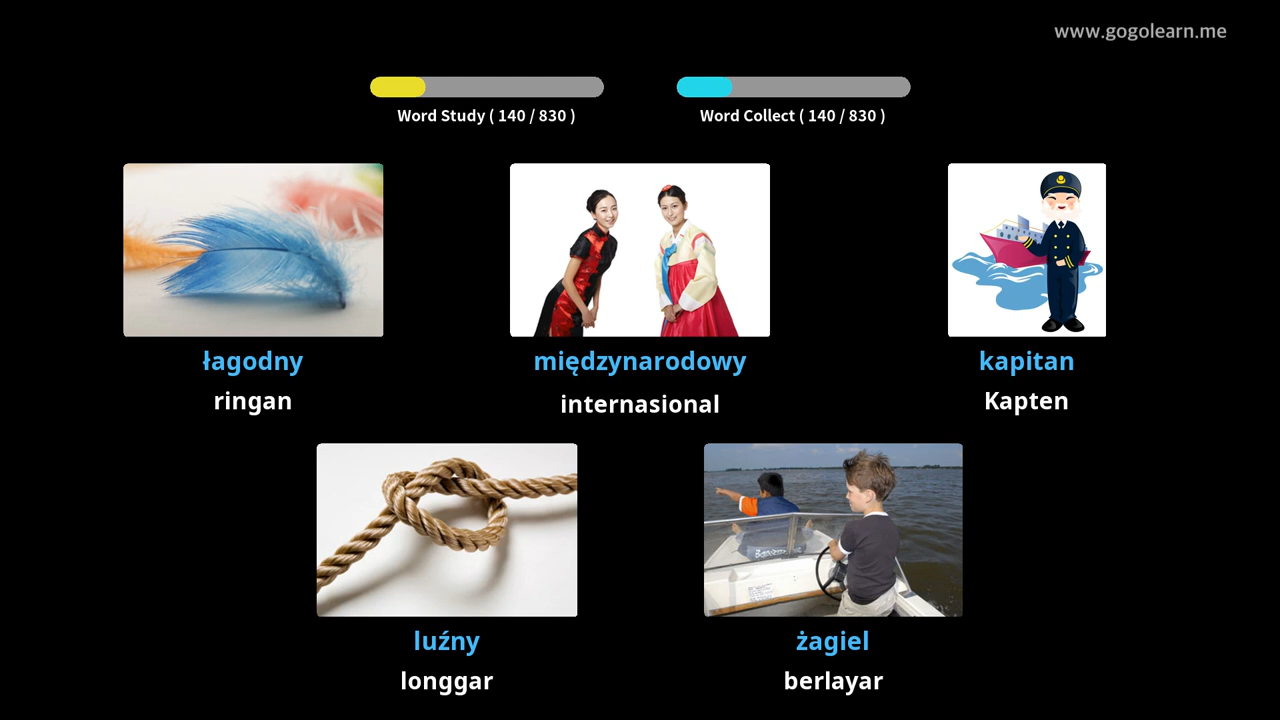 www.gogolearn.me
Word Study ( 140 / 830 )
Word Collect ( 140 / 830 )
łagodny
ringan
międzynarodowy
internasional
kapitan
Kapten
luźny
longgar
żagiel
berlayar